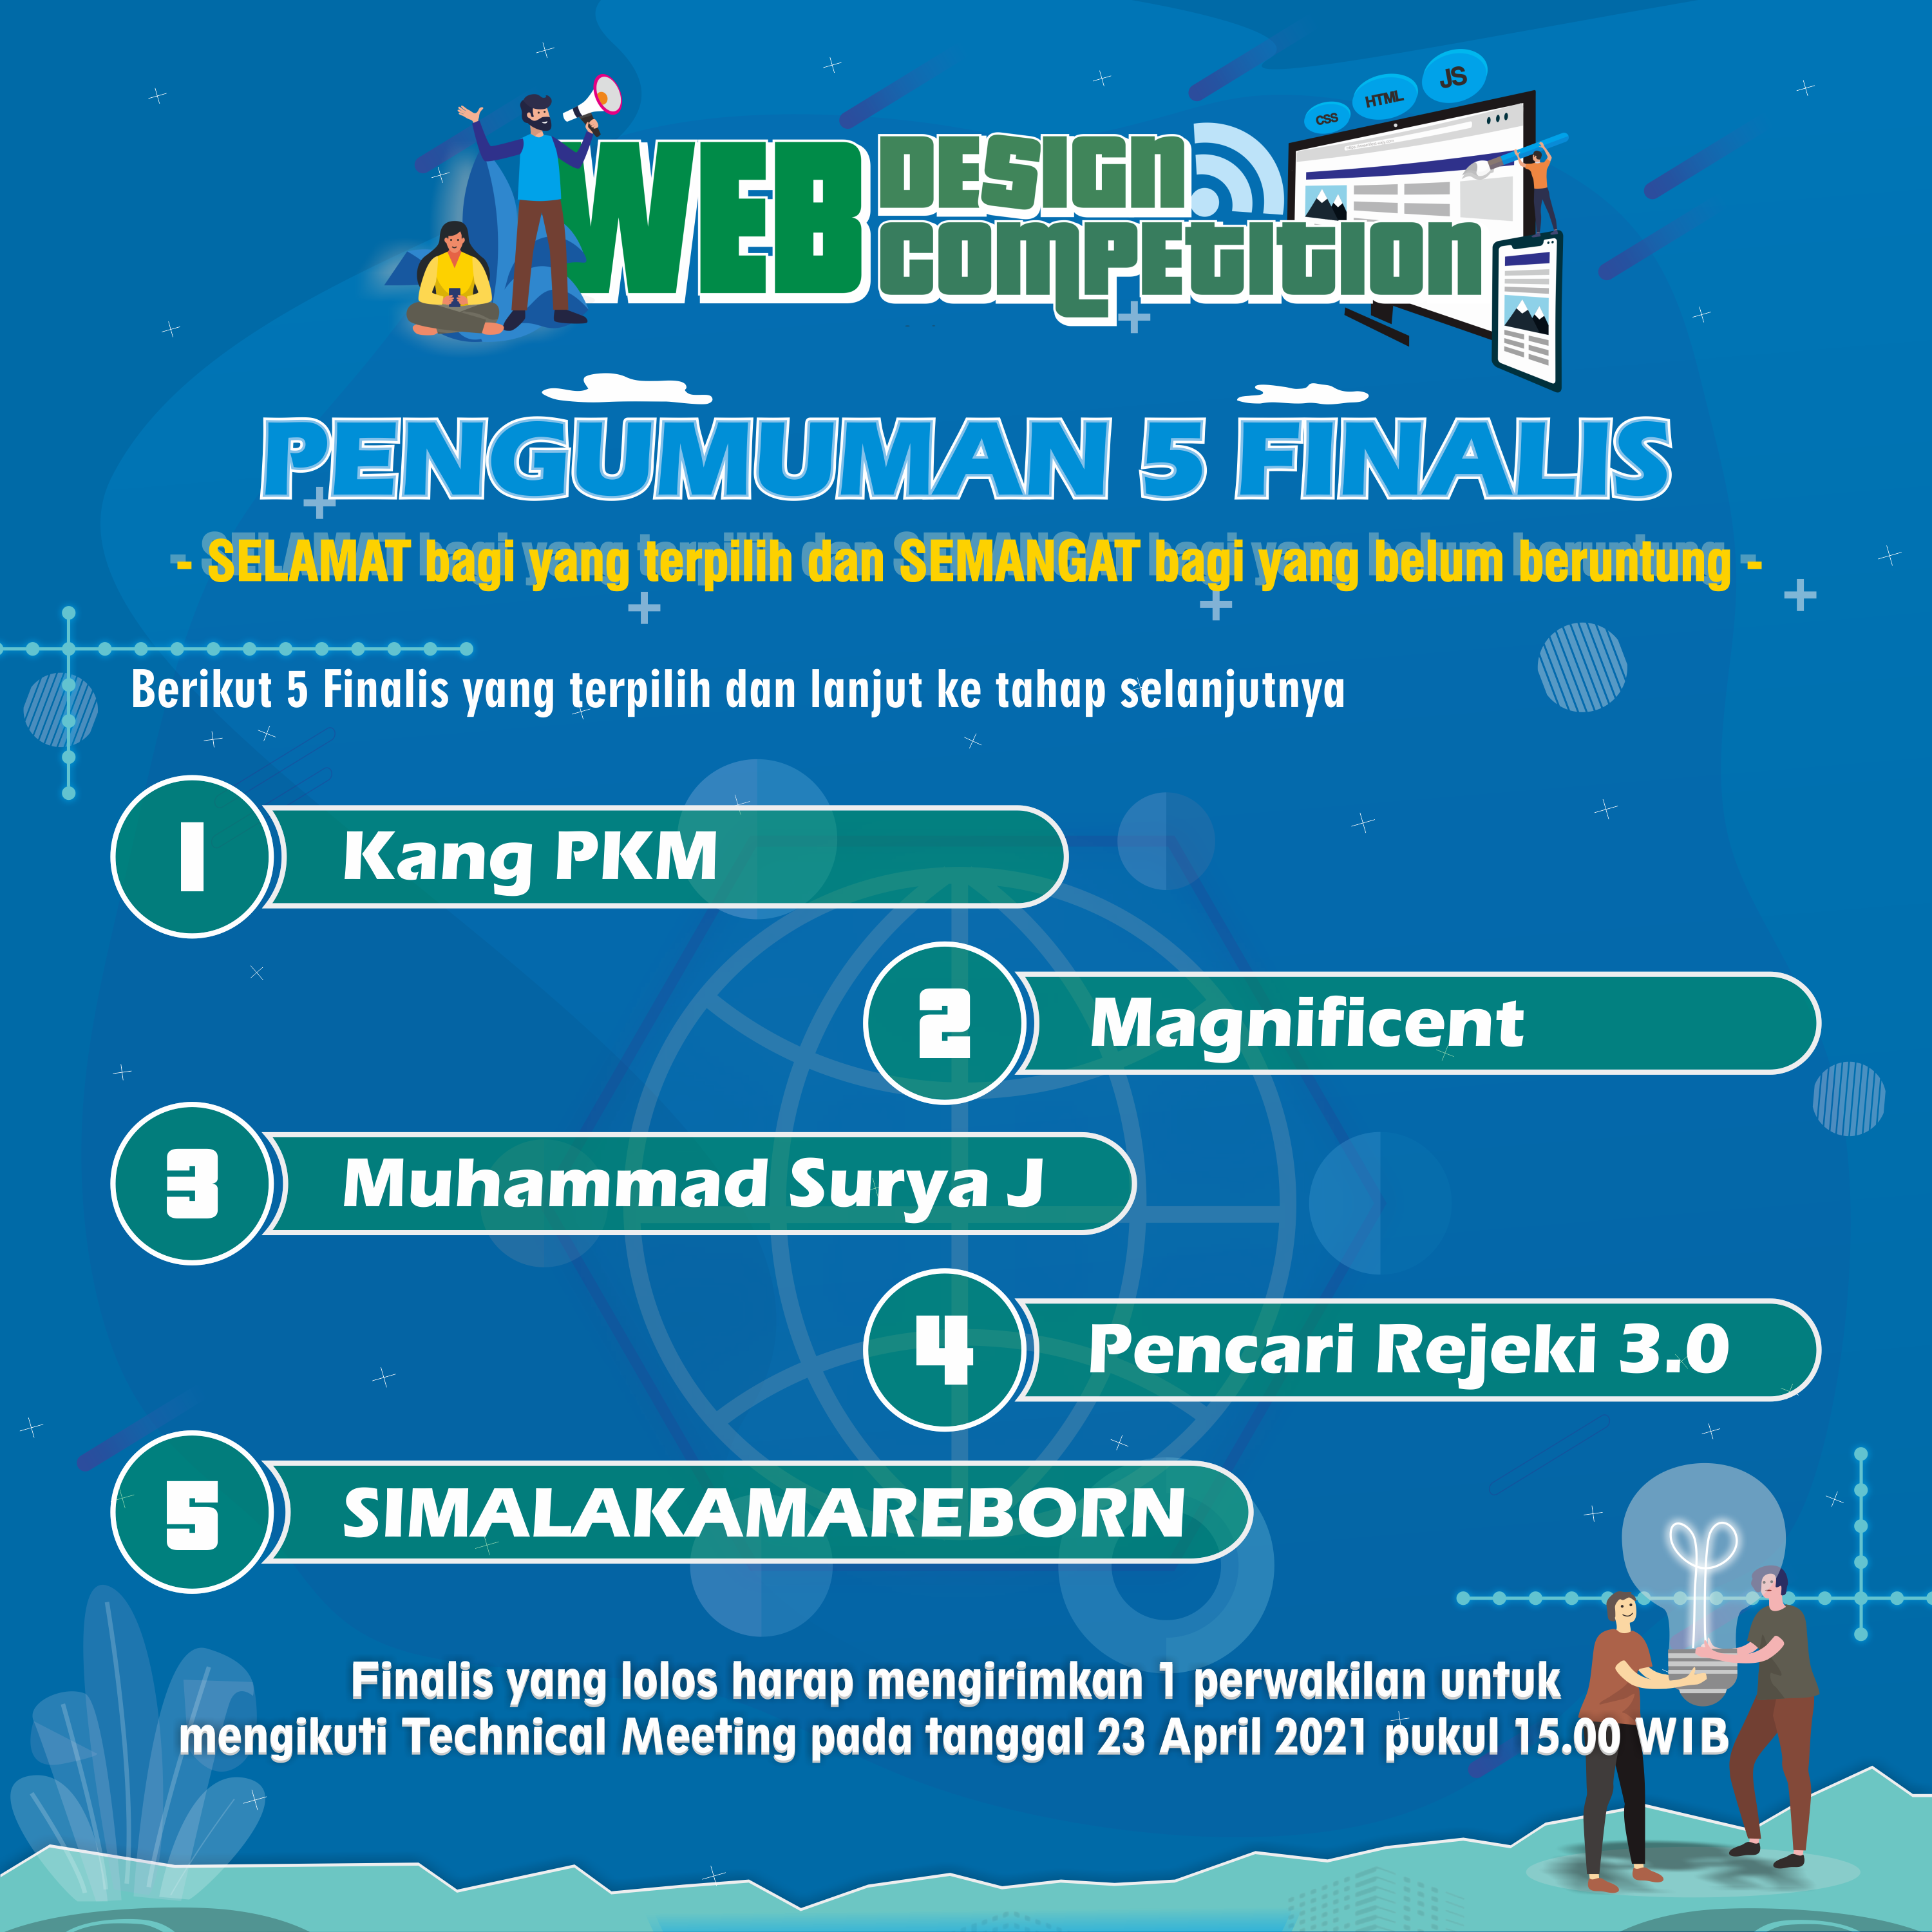 CSS
HTML
JS
WEB DESIGN
COMPETITION
PENGUMUMAN 5 FINALIS
- SELAMAT bagi yang terpilih dan SEMANGAT bagi yang belum beruntung -
Berikut 5 Finalis yang terpilih dan lanjut ke tahap selanjutnya
1 Kang PKM
2 Magnificent
3 Muhammad Surya J
4 Pencari Rejeki 3.0
5 SIMALAKAMAREBORN
Finalis yang lolos harap mengirimkan 1 perwakilan untuk
mengikuti Technical Meeting pada tanggal 23 April 2021 pukul 15.00 WIB